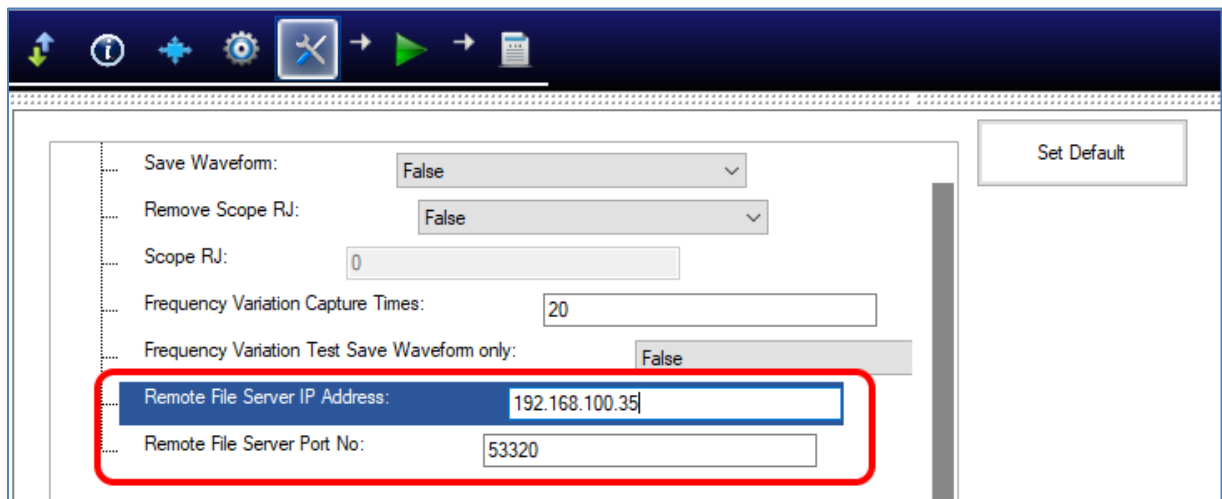 Set Default
Save Waveform: False
Remove Scope RJ: False
Scope RJ: 0
Frequency Variation Capture Times: 20
Frequency Variation Test Save Waveform only: False
Remote File Server IP Address: 192.168.100.35
Remote File Server Port No: 53320